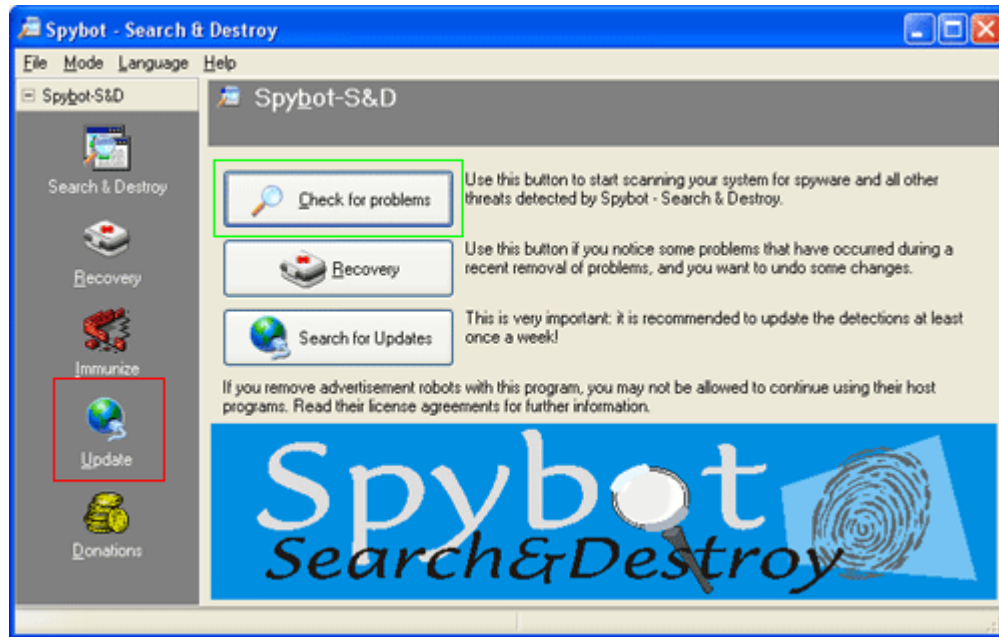 Spybot - Search & Destroy
File Mode Language Help
Spybot-S&D
Spybot-S&D
Search & Destroy
Recovery
Immunize
Update
Donations
Check for problems
Use this button to start scanning your system for spyware and all other
threats detected by Spybot - Search & Destroy.
Recovery
Use this button if you notice some problems that have occurred during a
recent removal of problems, and you want to undo some changes.
Search for Updates
This is very important: it is recommended to update the detections at least
once a week!
If you remove advertisement robots with this program, you may not be allowed to continue using their host
programs. Read their license agreements for further information.
Spybot
Search&Destroy